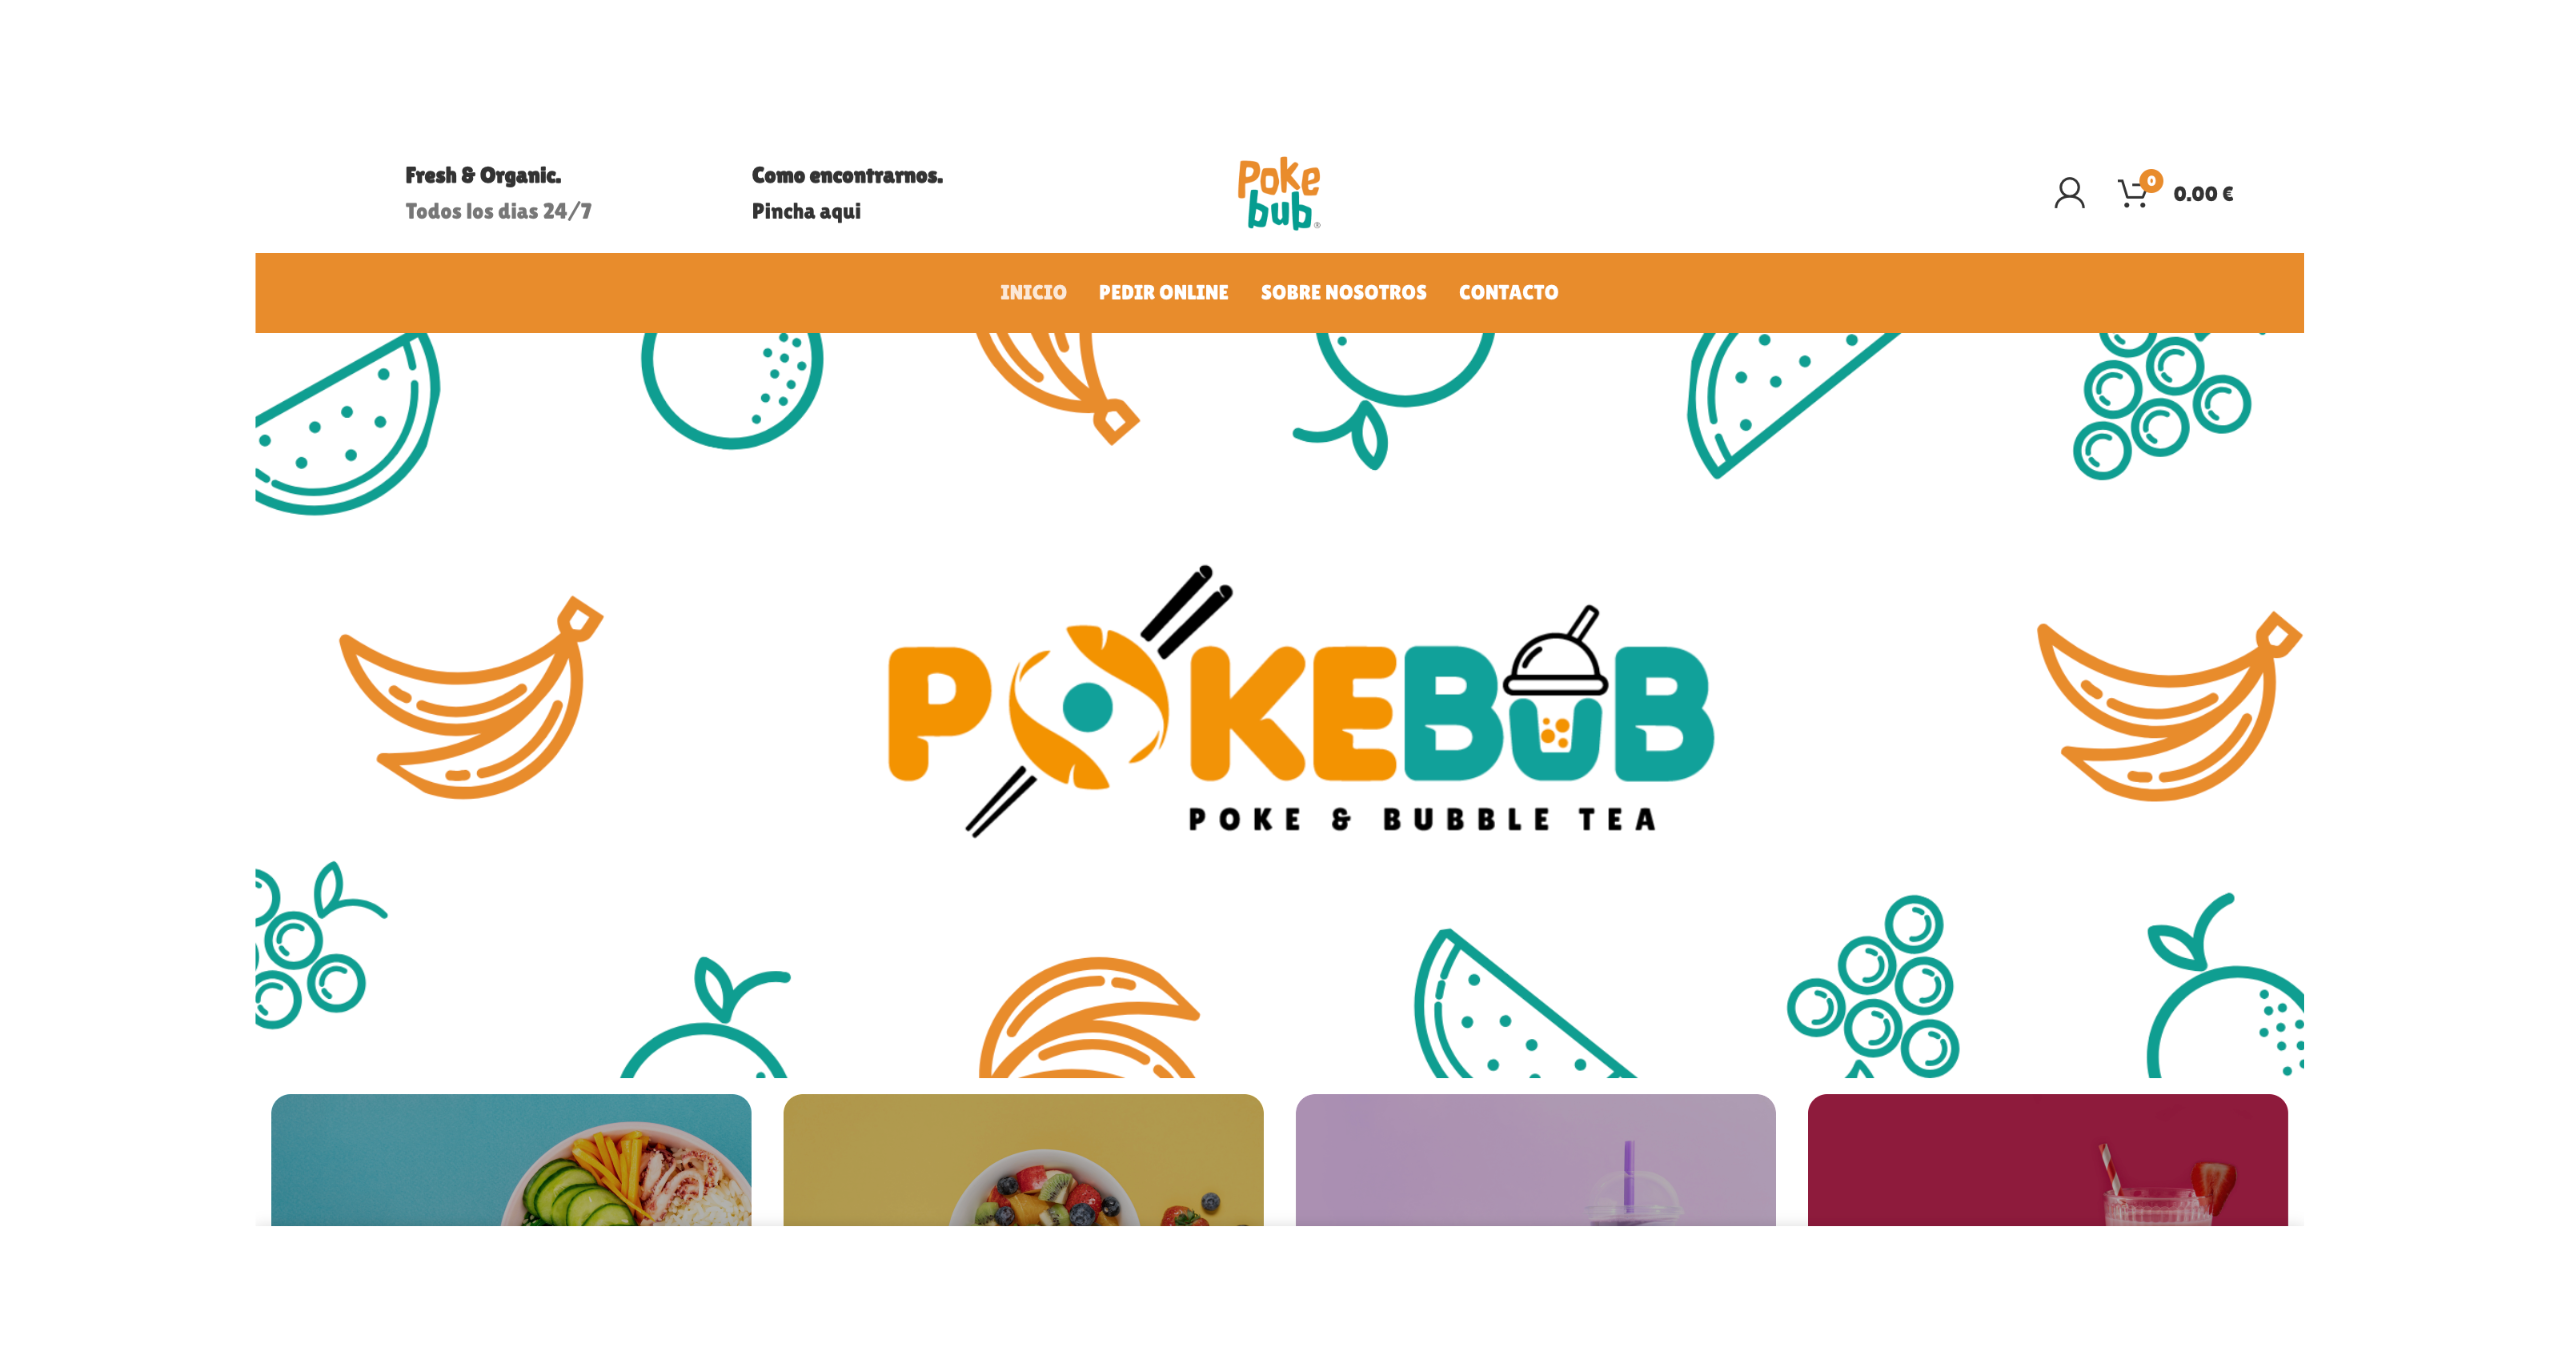 Fresh & Organic.
Todos los dias 24/7
Como encontrarnos.
Pincha aqui
Poke
bub®
0
0.00 €
INICIO PEDIR ONLINE SOBRE NOSOTROS CONTACTO
POKEBUB
POKE & BUBBLE TEA